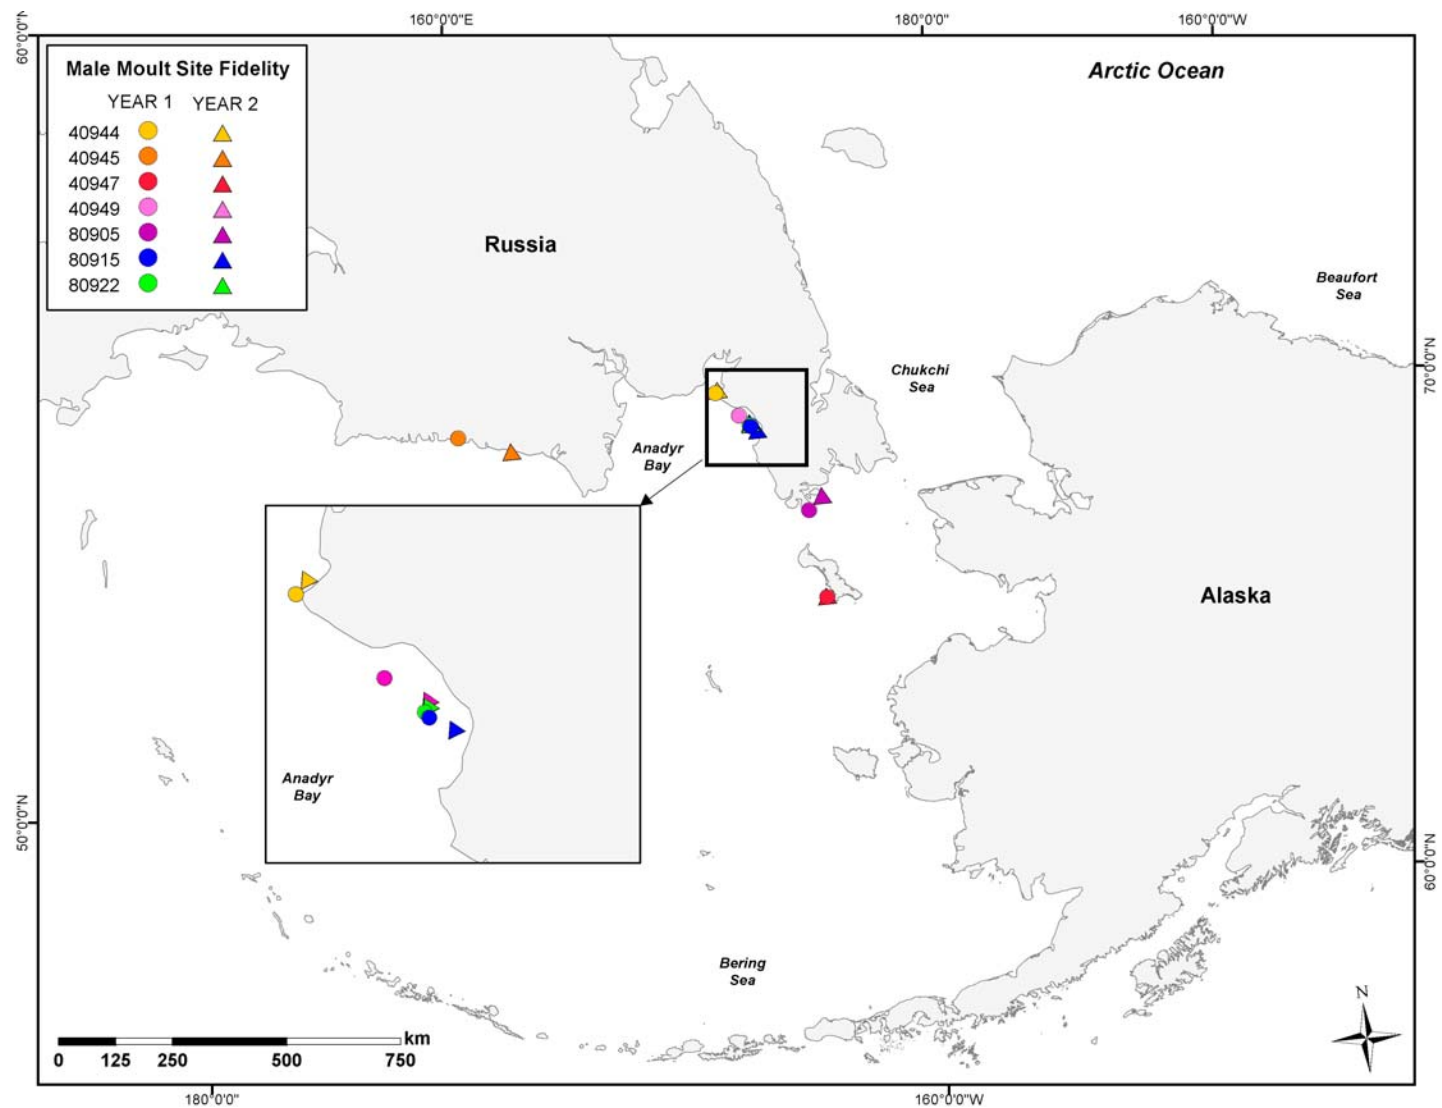 160°0'0"E 180°0'0" 160°0'0"W
60°0'0"N
Male Moult Site Fidelity
YEAR 1 YEAR 2
40944
40945
40947
40949
80905
80915
80922
Arctic Ocean
Russia
Beaufort
Sea
Chukchi
Sea
70°0'0"N
Anadyr
Bay
Alaska
Anadyr
Bay
50°0'0"N
60°0'0"N
Bering
Sea
N
km
0 125 250 500 750
180°0'0" 160°0'0"W